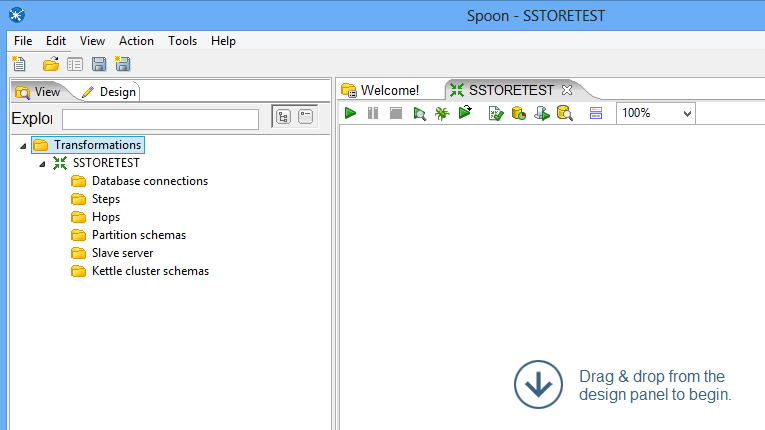 Spoon - SSTORETEST
File Edit View Action Tools Help
View Design
Welcome! SSTORETEST
Explor
100%
Transformations
SSTORETEST
Database connections
Steps
Hops
Partition schemas
Slave server
Kettle cluster schemas
Drag & drop from the
design panel to begin.